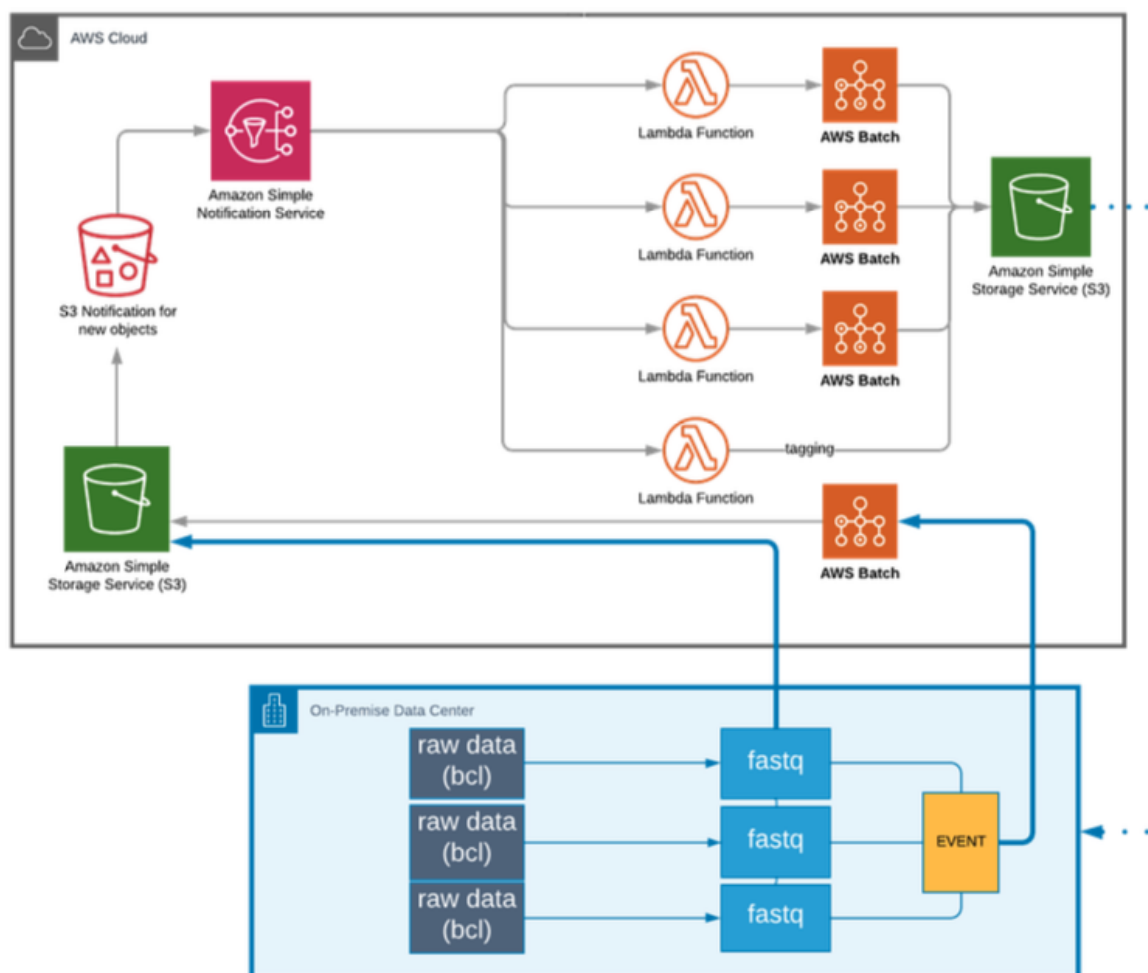 AWS Cloud
Lambda Function
AWS Batch
Amazon Simple
Notification Service
Lambda Function
AWS Batch
Amazon Simple
Storage Service (S3)
S3 Notification for
new objects
Lambda Function
AWS Batch
tagging
Lambda Function
Amazon Simple
Storage Service (S3)
AWS Batch
On-Premise Data Center
raw data
(bcl)
fastq
raw data
(bcl)
fastq
EVENT
raw data
(bcl)
fastq